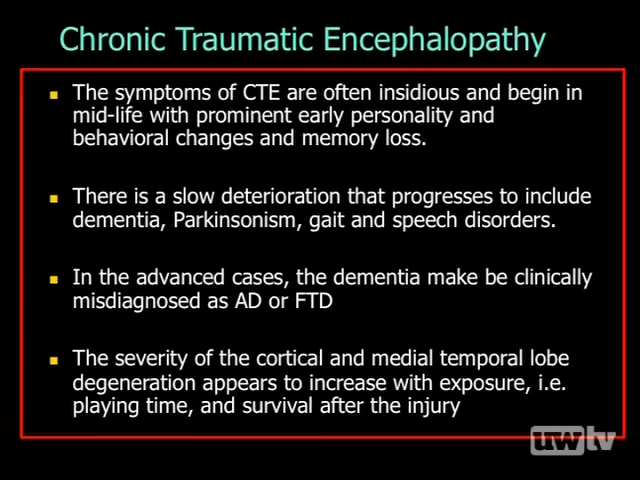 Chronic Traumatic Encephalopathy
The symptoms of CTE are often insidious and begin in
mid-life with prominent early personality and
behavioral changes and memory loss.
There is a slow deterioration that progresses to include
dementia, Parkinsonism, gait and speech disorders.
In the advanced cases, the dementia make be clinically
misdiagnosed as AD or FTD
The severity of the cortical and medial temporal lobe
degeneration appears to increase with exposure, i.e.
playing time, and survival after the injury
uwtv